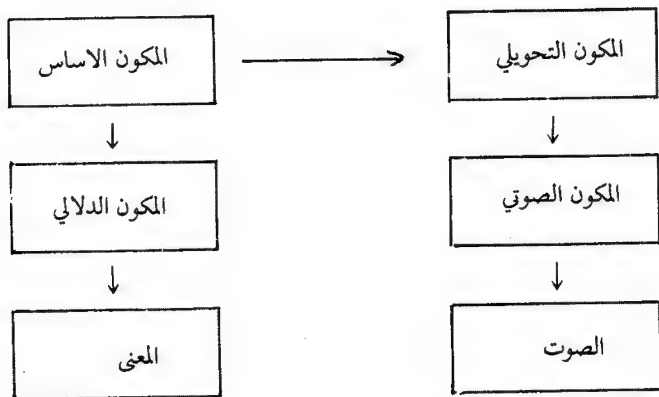 المكون الاساس
المكون التحويلي
المكون الدلالي
المكون الصوتي
المعنى
الصوت